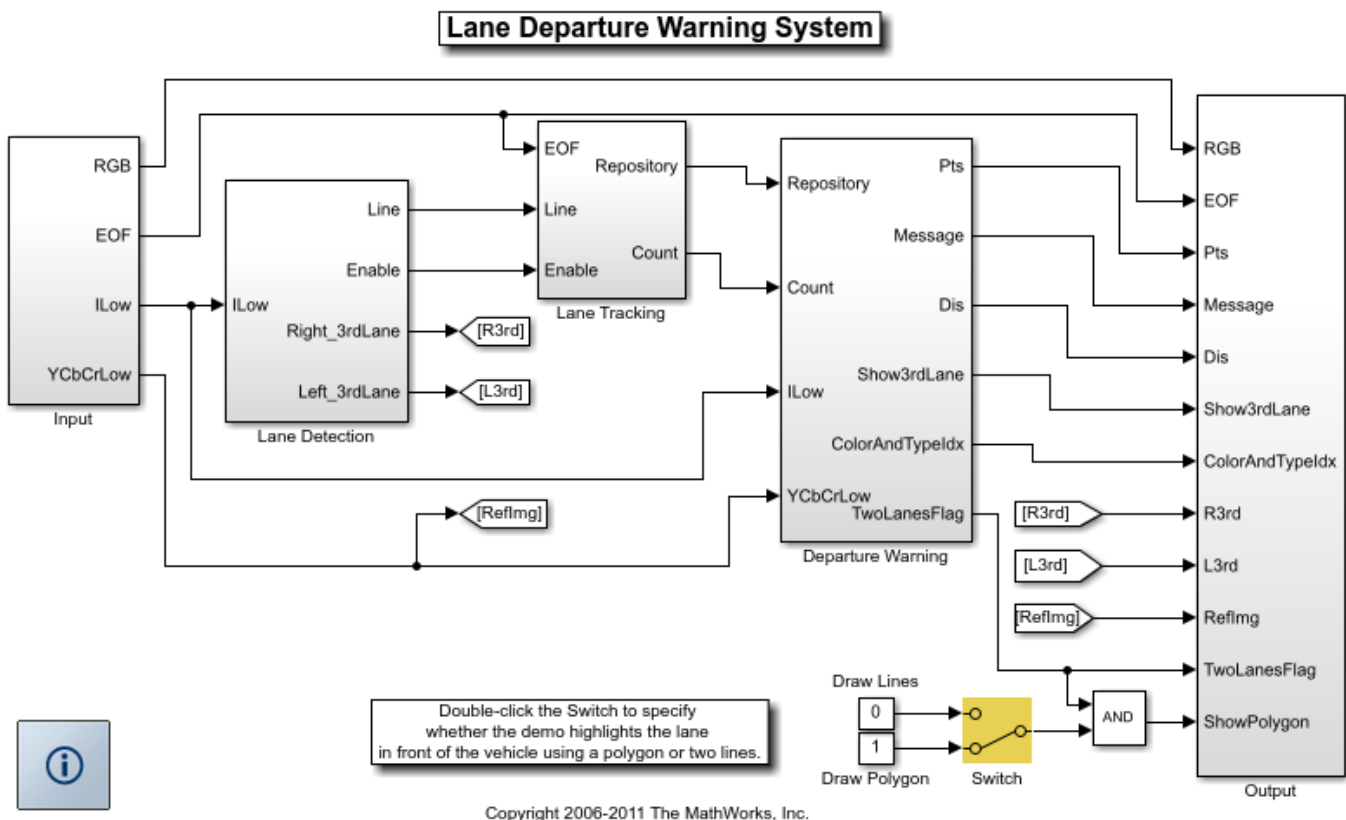 Lane Departure Warning System
RGB
EOF
ILow
YCbCrLow
Input
ILow
Line
Enable
Right_3rdLane
Left_3rdLane
Lane Detection
[R3rd]
[L3rd]
[RefImg]
EOF
Line
Enable
Repository
Count
Lane Tracking
Repository
Count
ILow
YCbCrLow
Pts
Message
Dis
Show3rdLane
ColorAndTypeIdx
TwoLanesFlag
Departure Warning
[R3rd]
[L3rd]
[RefImg]
RGB
EOF
Pts
Message
Dis
Show3rdLane
ColorAndTypeIdx
R3rd
L3rd
RefImg
TwoLanesFlag
ShowPolygon
Output
Draw Lines
0
1
Draw Polygon
Switch
AND
Double-click the Switch to specify
whether the demo highlights the lane
in front of the vehicle using a polygon or two lines.
i
Copyright 2006-2011 The MathWorks, Inc.